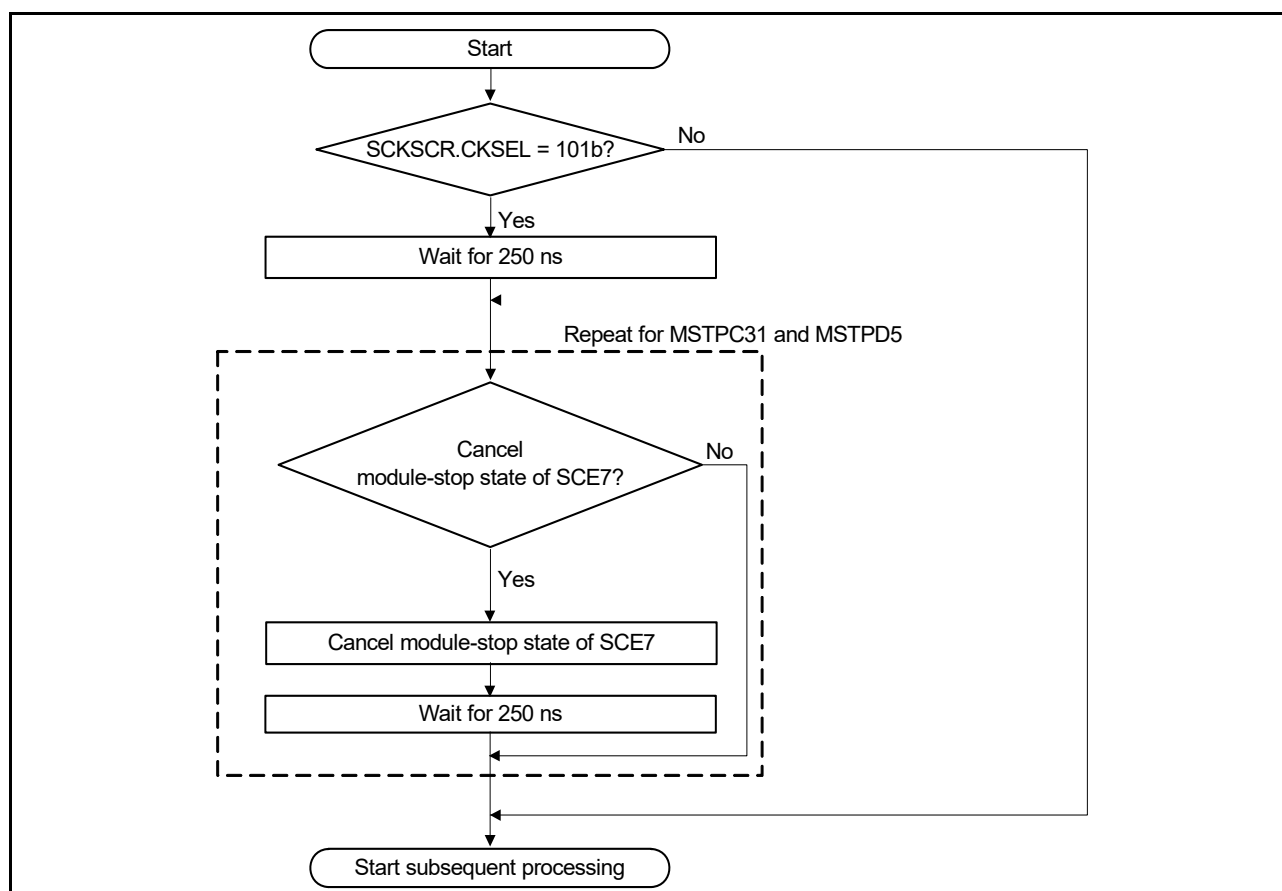 Start
SCKSCR.CKSEL = 101b?
No
Yes
Wait for 250 ns
Repeat for MSTPC31 and MSTPD5
Cancel
module-stop state of SCE7?
No
Yes
Cancel module-stop state of SCE7
Wait for 250 ns
Start subsequent processing